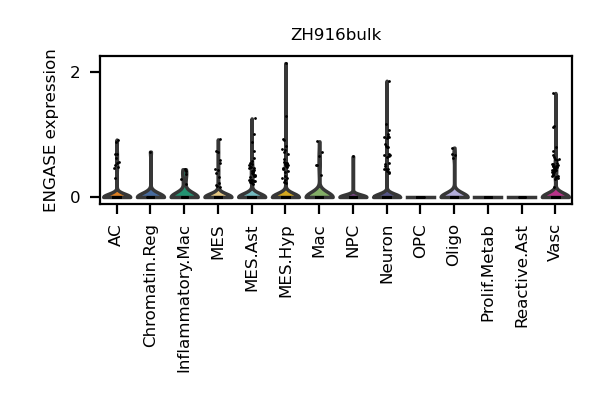 ZH916bulk
ENGASE expression
2
0
AC
Chromatin.Reg
Inflammatory.Mac
MES
MES.Ast
MES.Hyp
Mac
NPC
Neuron
OPC
Oligo
Prolif.Metab
Reactive.Ast
Vasc